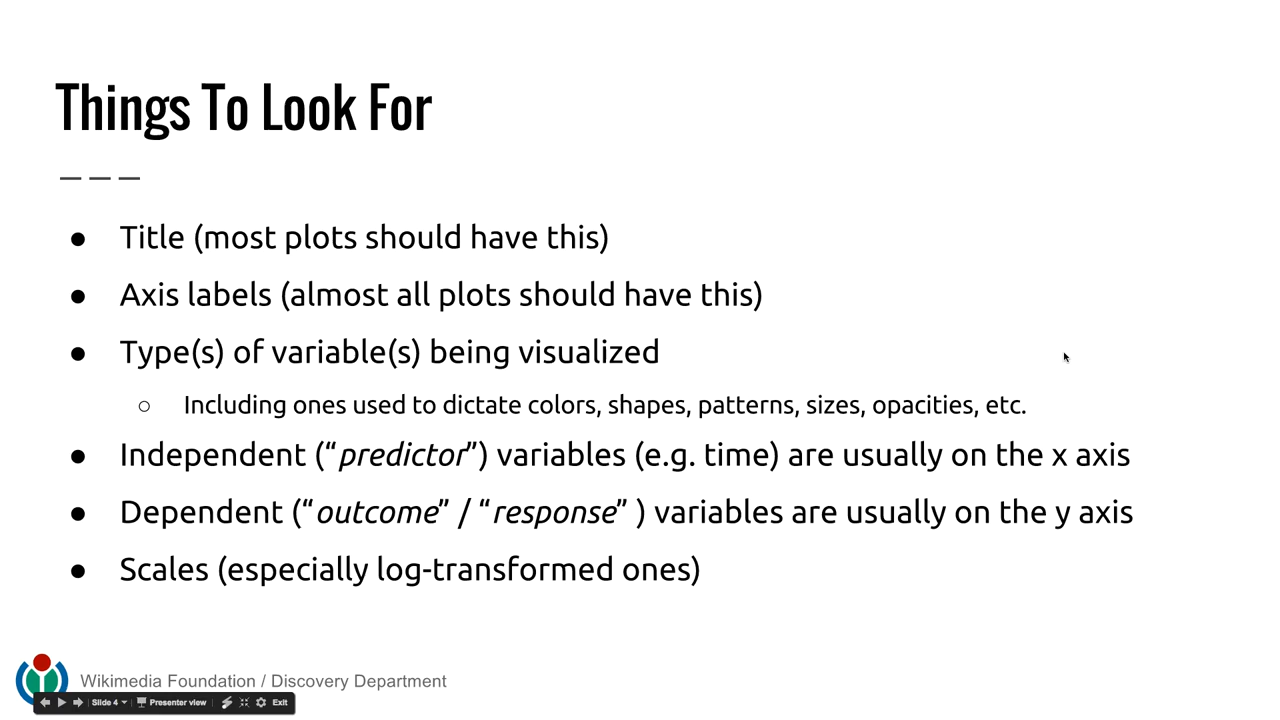 Things To Look For
● Title (most plots should have this)
● Axis labels (almost all plots should have this)
● Type(s) of variable(s) being visualized
○ Including ones used to dictate colors, shapes, patterns, sizes, opacities, etc.
● Independent (“predictor”) variables (e.g. time) are usually on the x axis
● Dependent (“outcome” / “response” ) variables are usually on the y axis
● Scales (especially log-transformed ones)
Wikimedia Foundation / Discovery Department
Slide 4 Presenter view Exit